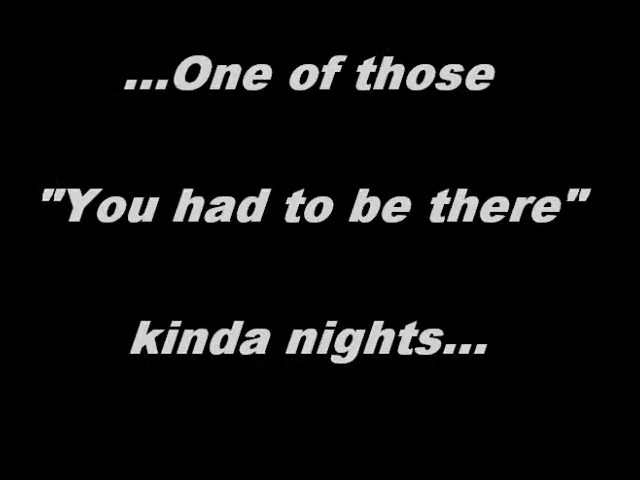 ...One of those
"You had to be there"
kinda nights...